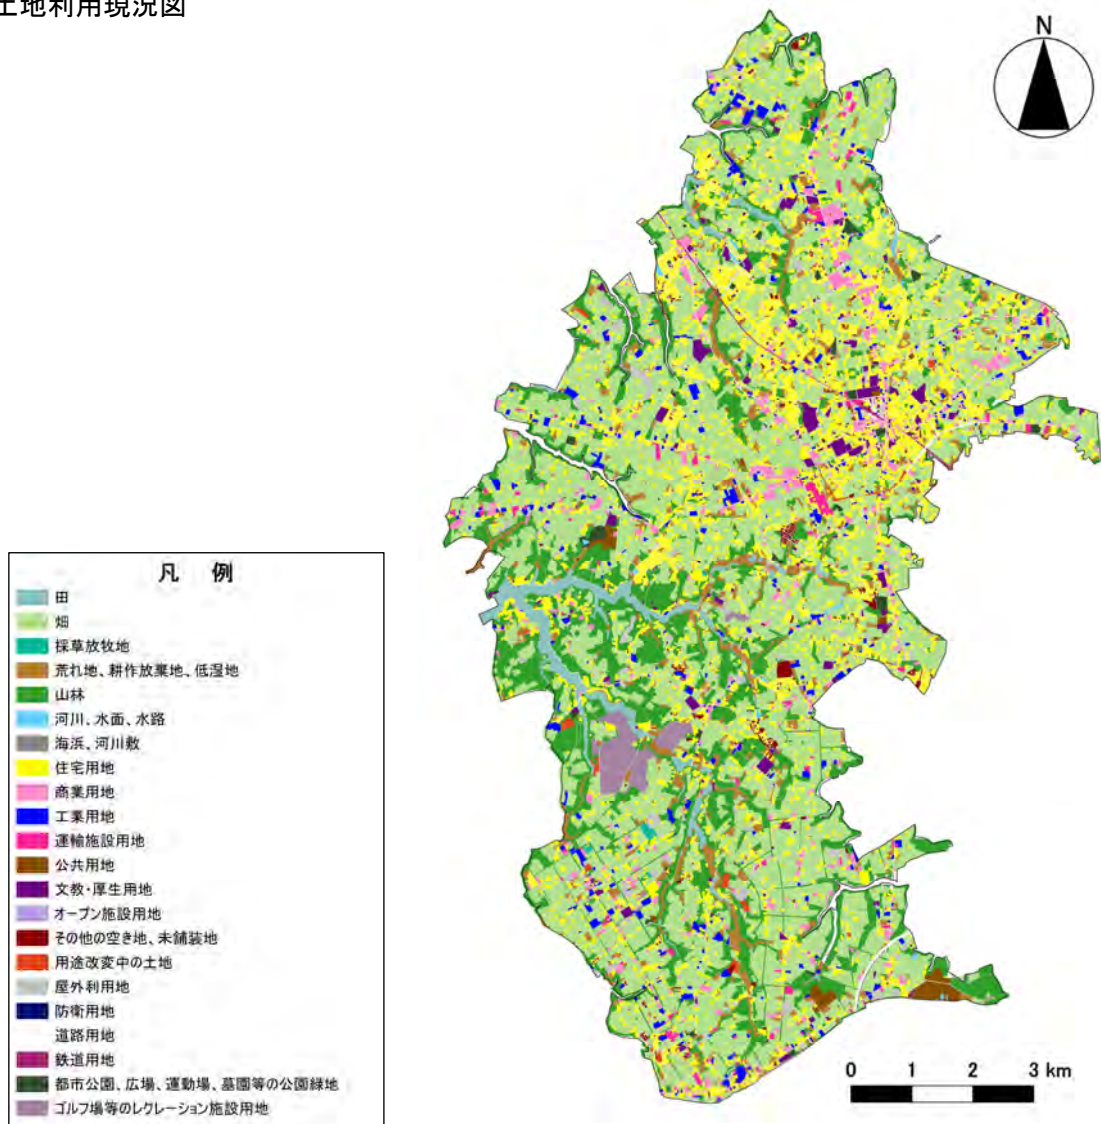 土地利用現況図
N
凡 例
田
畑
採草放牧地
荒れ地、耕作放棄地、低湿地
山林
河川、水面、水路
海浜、河川敷
住宅用地
商業用地
工業用地
運輸施設用地
公共用地
文教・厚生用地
オープン施設用地
その他の空き地、未舗装地
用途改変中の土地
屋外利用地
防衛用地
道路用地
鉄道用地
都市公園、広場、運動場、墓園等の公園緑地
ゴルフ場等のレクレーション施設用地
0 1 2 3 km